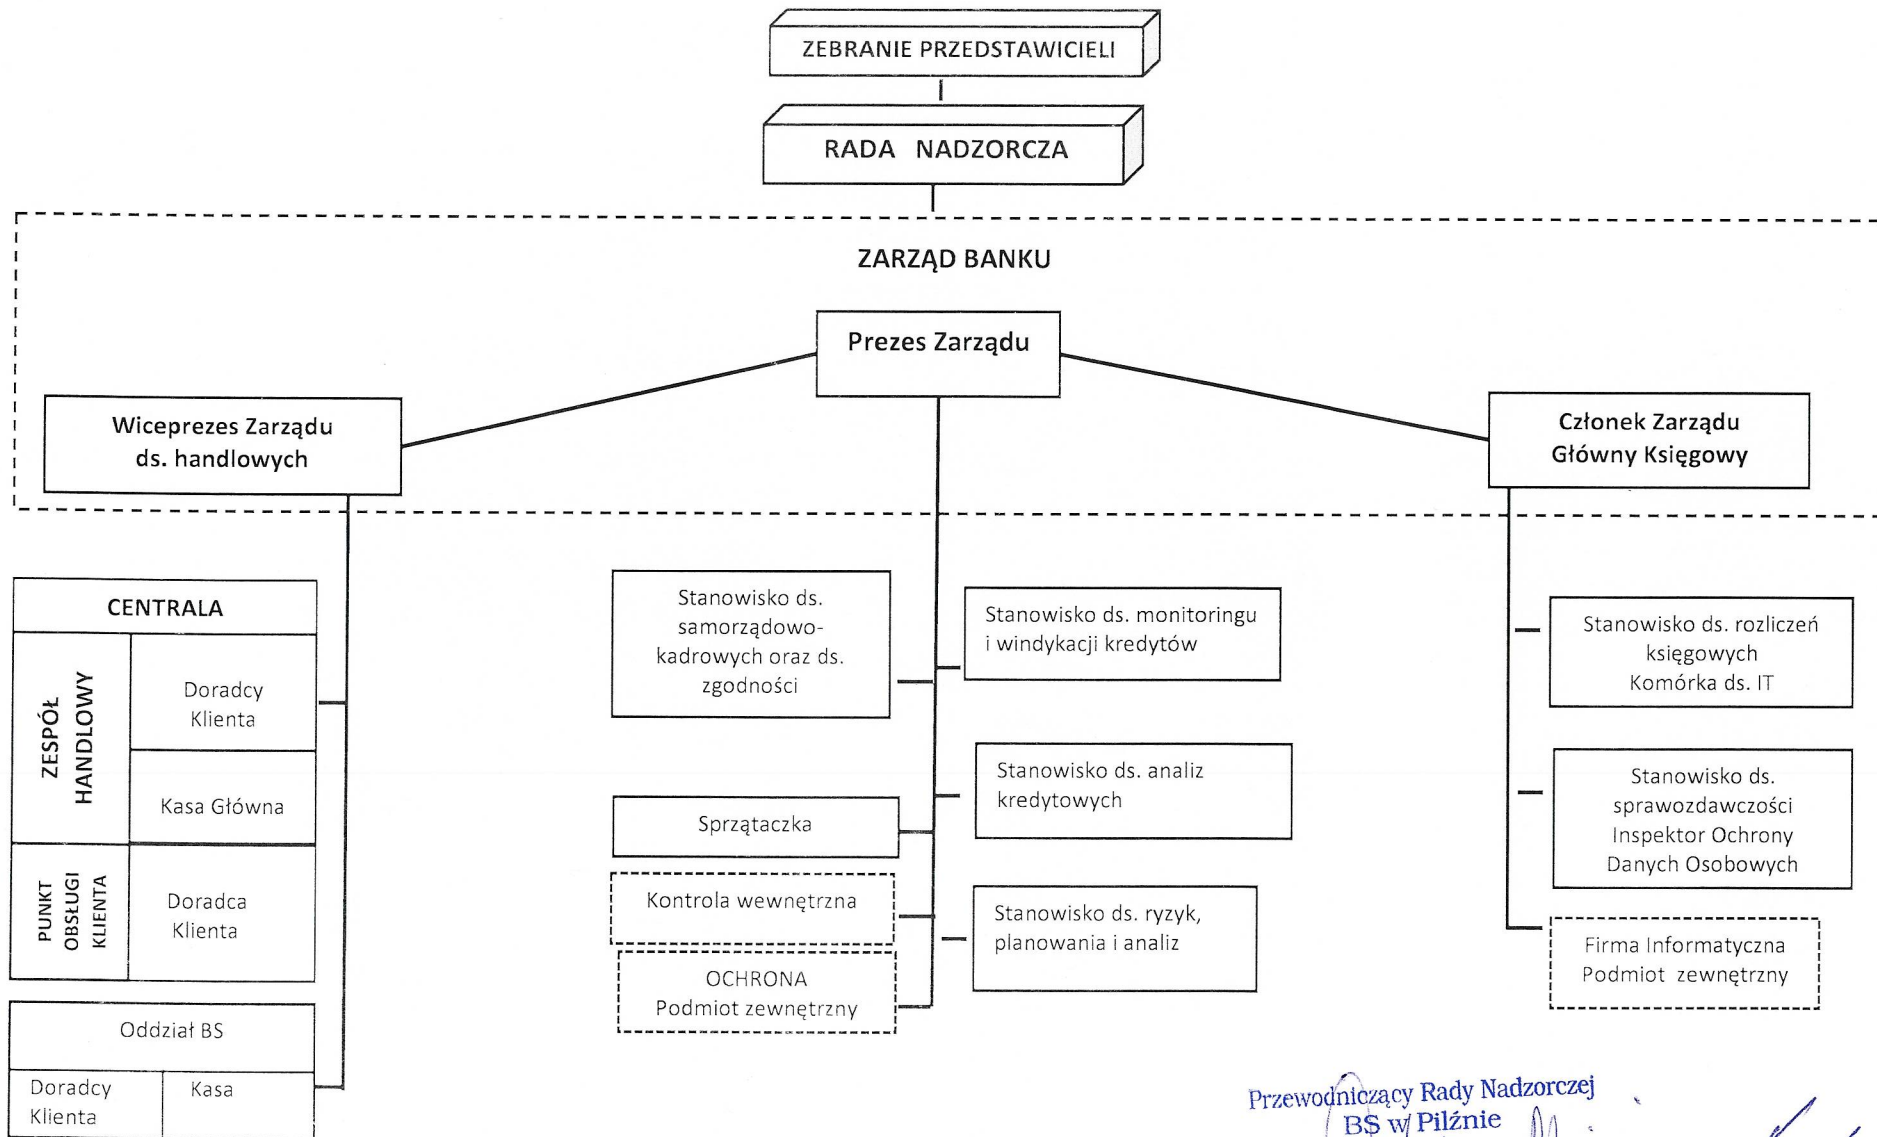 ZEBRANIE PRZEDSTAWICIELI
RADA NADZORCZA
ZARZĄD BANKU
Prezes Zarządu
Wiceprezes Zarządu
ds. handlowych
Członek Zarządu
Główny Księgowy
CENTRALA
ZESPÓŁ
HANDLOWY
Doradcy
Klienta
Kasa Główna
PUNKT
OBSŁUGI
KLIENTA
Doradca
Klienta
Oddział BS
Doradcy
Klienta
Kasa
Stanowisko ds.
samorządowo-
kadrowych oraz ds.
zgodności
Sprzątaczka
Kontrola wewnętrzna
OCHRONA
Podmiot zewnętrzny
Stanowisko ds. monitoringu
i windykacji kredytów
Stanowisko ds. analiz
kredytowych
Stanowisko ds. ryzyk,
planowania i analiz
Stanowisko ds. rozliczeń
księgowych
Komórka ds. IT
Stanowisko ds.
sprawozdawczości
Inspektor Ochrony
Danych Osobowych
Firma Informatyczna
Podmiot zewnętrzny
Przewodniczący Rady Nadzorczej
BS w Pilźnie